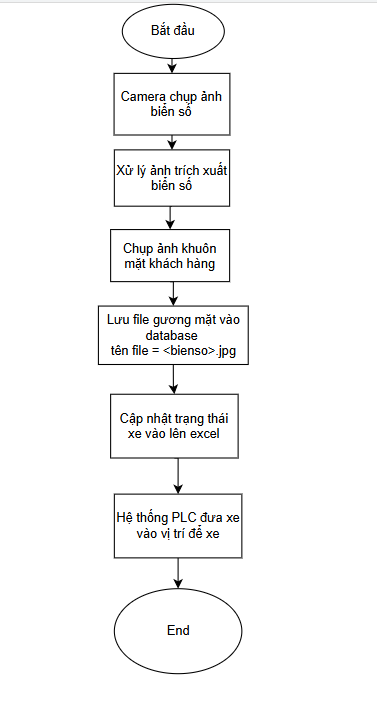 Bắt đầu
Camera chụp ảnh
biển số
Xử lý ảnh trích xuất
biển số
Chụp ảnh khuôn
mặt khách hàng
Lưu file gương mặt vào
database
tên file = <bienso>.jpg
Cập nhật trạng thái
xe vào lên excel
Hệ thống PLC đưa xe
vào vị trí để xe
End